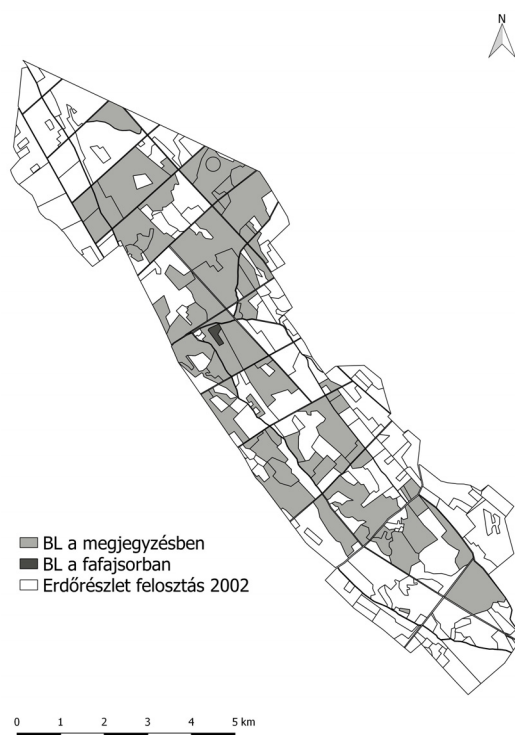 N
BL a megjegyzésben
BL a fafajsorban
Erdőrészlet felosztás 2002
0 1 2 3 4 5 km